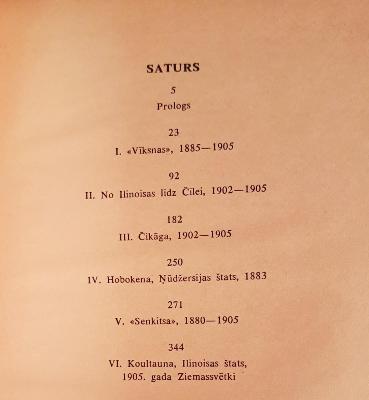 SATURS
5
Prologs
23
I. «Vīksnas», 1885—1905
92
II. No Ilinoisas līdz Čīlei, 1902—1905
182
III. Čikāga, 1902—1905
250
IV. Hobokena, Ņūdžersijas štats, 1883
271
V. «Senkitsa», 1880—1905
344
VI. Koultauna, Ilinoisas štats,
1905. gada Ziemassvētki